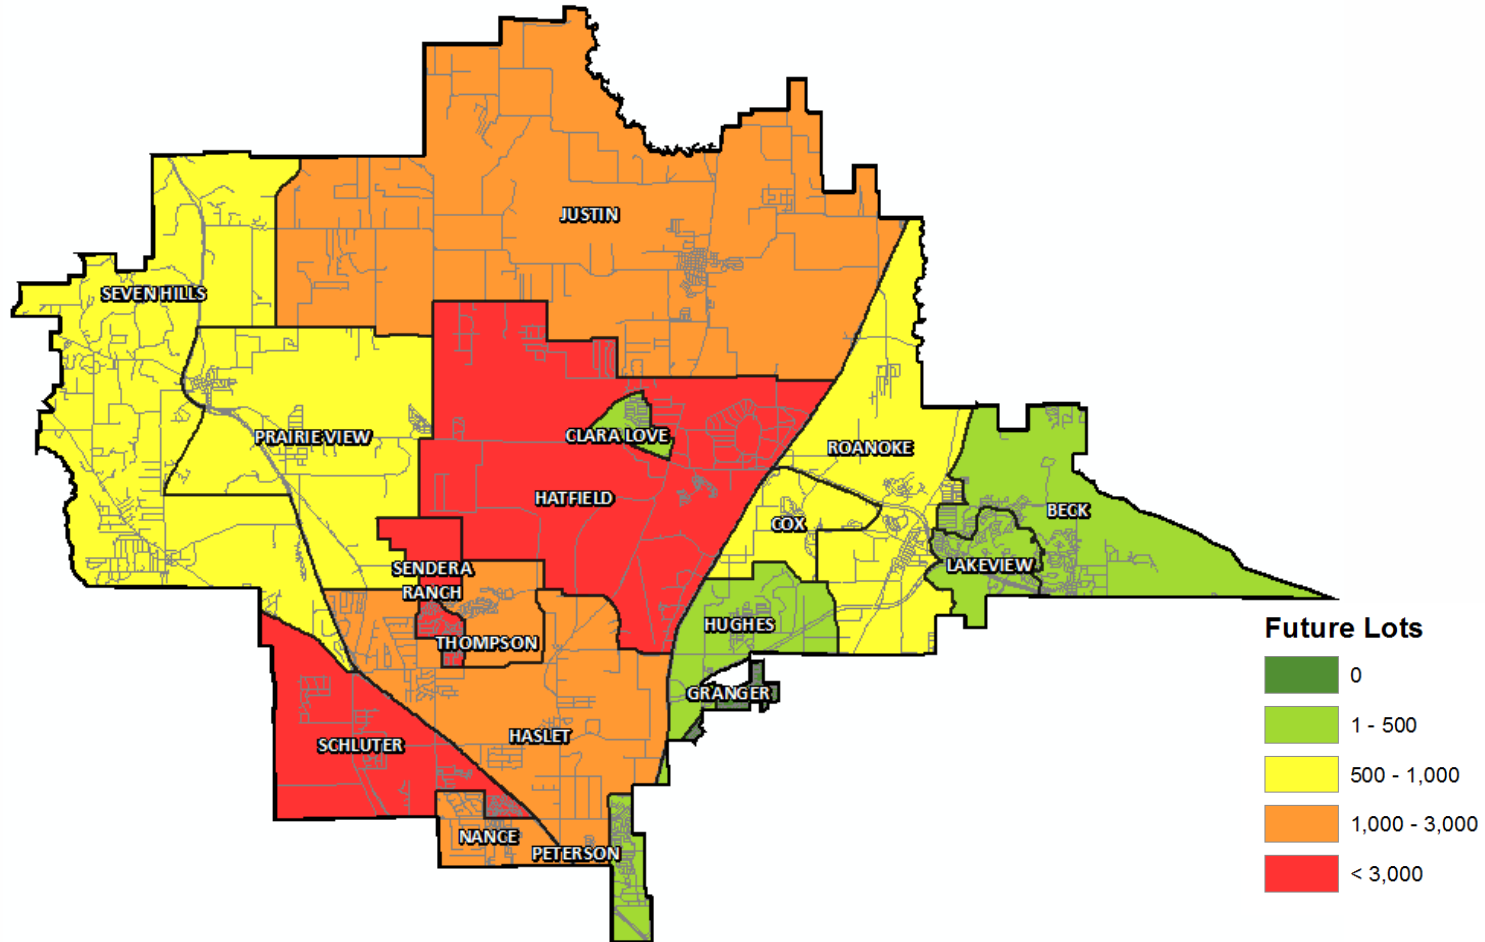 JUSTIN
SEVEN HILLS
PRAIRIE VIEW
CLARA LOVE
ROANOKE
HATFIELD
COX
BECK
SENDERA
RANCH
LAKEVIEW
HUGHES
THOMPSON
GRANGER
SCHLUTER
HASLET
NANCE
PETERSON
Future Lots
0
1 - 500
500 - 1,000
1,000 - 3,000
< 3,000